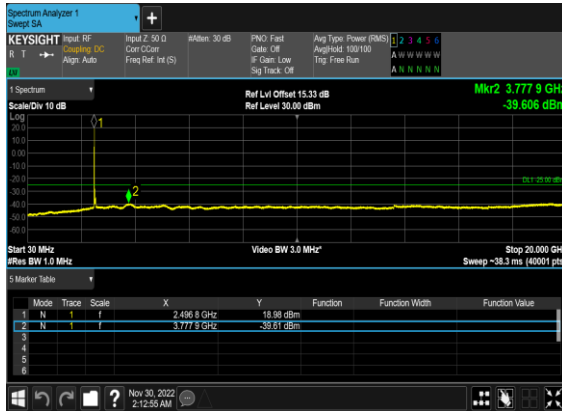 Spectrum Analyzer 1
Swept SA
+
KEYSIGHT Input: RF Input Z: 50 Ω #Atten: 30 dB PNO: Fast Avg Type: Power (RMS) 1 2 3 4 5 6
R T Coupling: DC Corr CCorr Gate: Off Avg|Hold: 100/100 A W W W W W
Align: Auto Freq Ref: Int (S) IF Gain: Low Trig: Free Run
Sig Track: Off A N N N N N
LXI
1 Spectrum
Scale/Div 10 dB
Ref Lvl Offset 15.33 dB
Ref Level 30.00 dBm
Mkr2 3.777 9 GHz
-39.606 dBm
Log
20.0
10.0
0.00
-10.0
-20.0
-30.0
-40.0
-50.0
-60.0
1
2
DL1 -25.00 dBm
Start 30 MHz Video BW 3.0 MHz* Stop 20.000 GHz
#Res BW 1.0 MHz Sweep ~38.3 ms (40001 pts)
5 Marker Table
Mode Trace Scale X Y Function Function Width Function Value
1 N 1 f 2.496 8 GHz 18.98 dBm
2 N 1 f 3.777 9 GHz -39.61 dBm
3
4
5
6
? Nov 30, 2022
2:12:55 AM